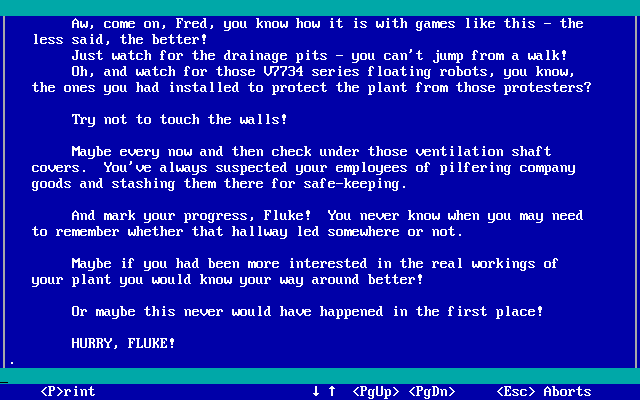 Aw, come on, Fred, you know how it is with games like this - the
less said, the better!
Just watch for the drainage pits - you can't jump from a walk!
Oh, and watch for those V7734 series floating robots, you know,
the ones you had installed to protect the plant from those protesters?
Try not to touch the walls!
Maybe every now and then check under those ventilation shaft
covers.  You've always suspected your employees of pilfering company
goods and stashing them there for safe-keeping.
And mark your progress, Fluke!  You never know when you may need
to remember whether that hallway led somewhere or not.
Maybe if you had been more interested in the real workings of
your plant you would know your way around better!
Or maybe this never would have happened in the first place!
HURRY, FLUKE!
.
<P>rint ↓ ↑ <PgUp> <PgDn> <Esc> Aborts